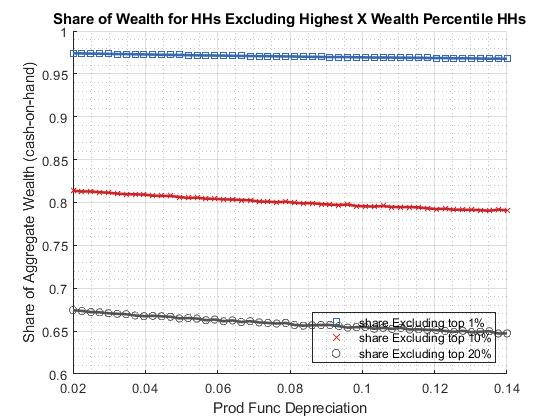 Share of Wealth for HHs Excluding Highest X Wealth Percentile HHs
1
0.95
0.9
0.85
0.8
0.75
0.7
0.65
0.6
Share of Aggregate Wealth (cash-on-hand)
share Excluding top 1%
share Excluding top 10%
share Excluding top 20%
0.02 0.04 0.06 0.08 0.1 0.12 0.14
Prod Func Depreciation